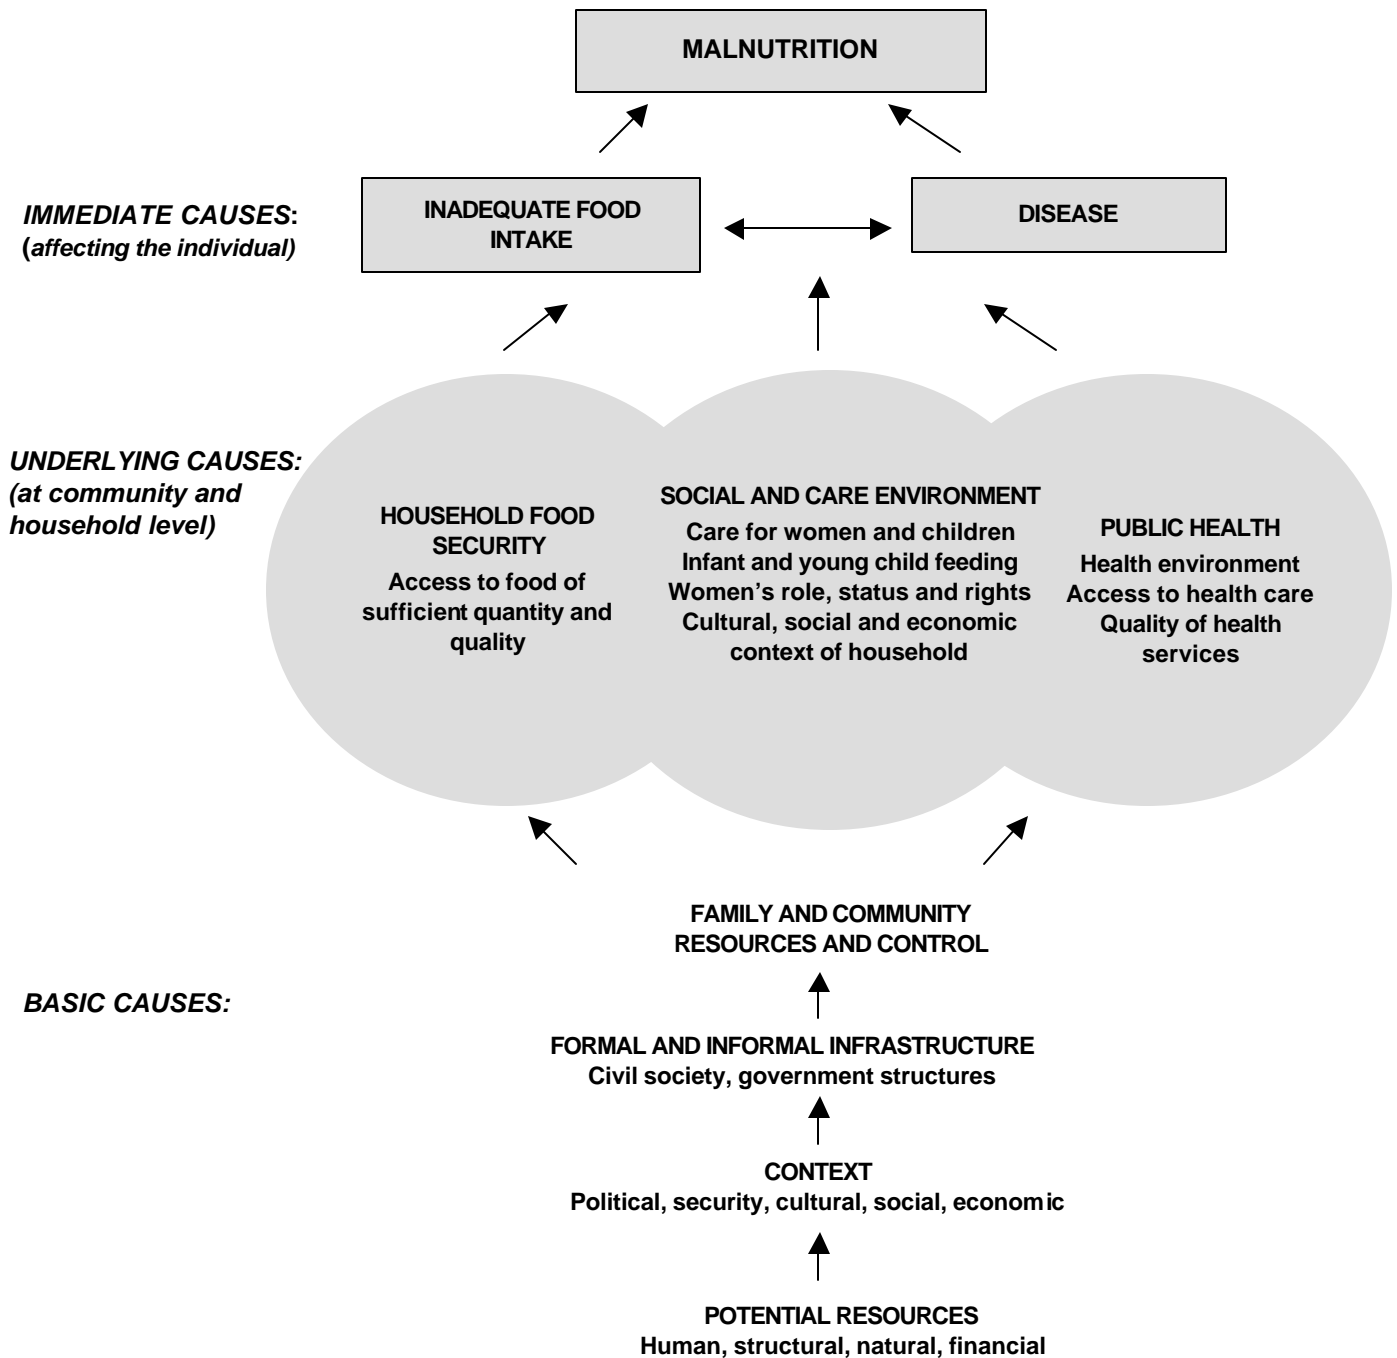 MALNUTRITION
IMMEDIATE CAUSES:
(affecting the individual)
INADEQUATE FOOD
INTAKE
DISEASE
UNDERLYING CAUSES:
(at community and
household level)
HOUSEHOLD FOOD
SECURITY
Access to food of
sufficient quantity and
quality
SOCIAL AND CARE ENVIRONMENT
Care for women and children
Infant and young child feeding
Women’s role, status and rights
Cultural, social and economic
context of household
PUBLIC HEALTH
Health environment
Access to health care
Quality of health
services
FAMILY AND COMMUNITY
RESOURCES AND CONTROL
BASIC CAUSES:
FORMAL AND INFORMAL INFRASTRUCTURE
Civil society, government structures
CONTEXT
Political, security, cultural, social, economic
POTENTIAL RESOURCES
Human, structural, natural, financial